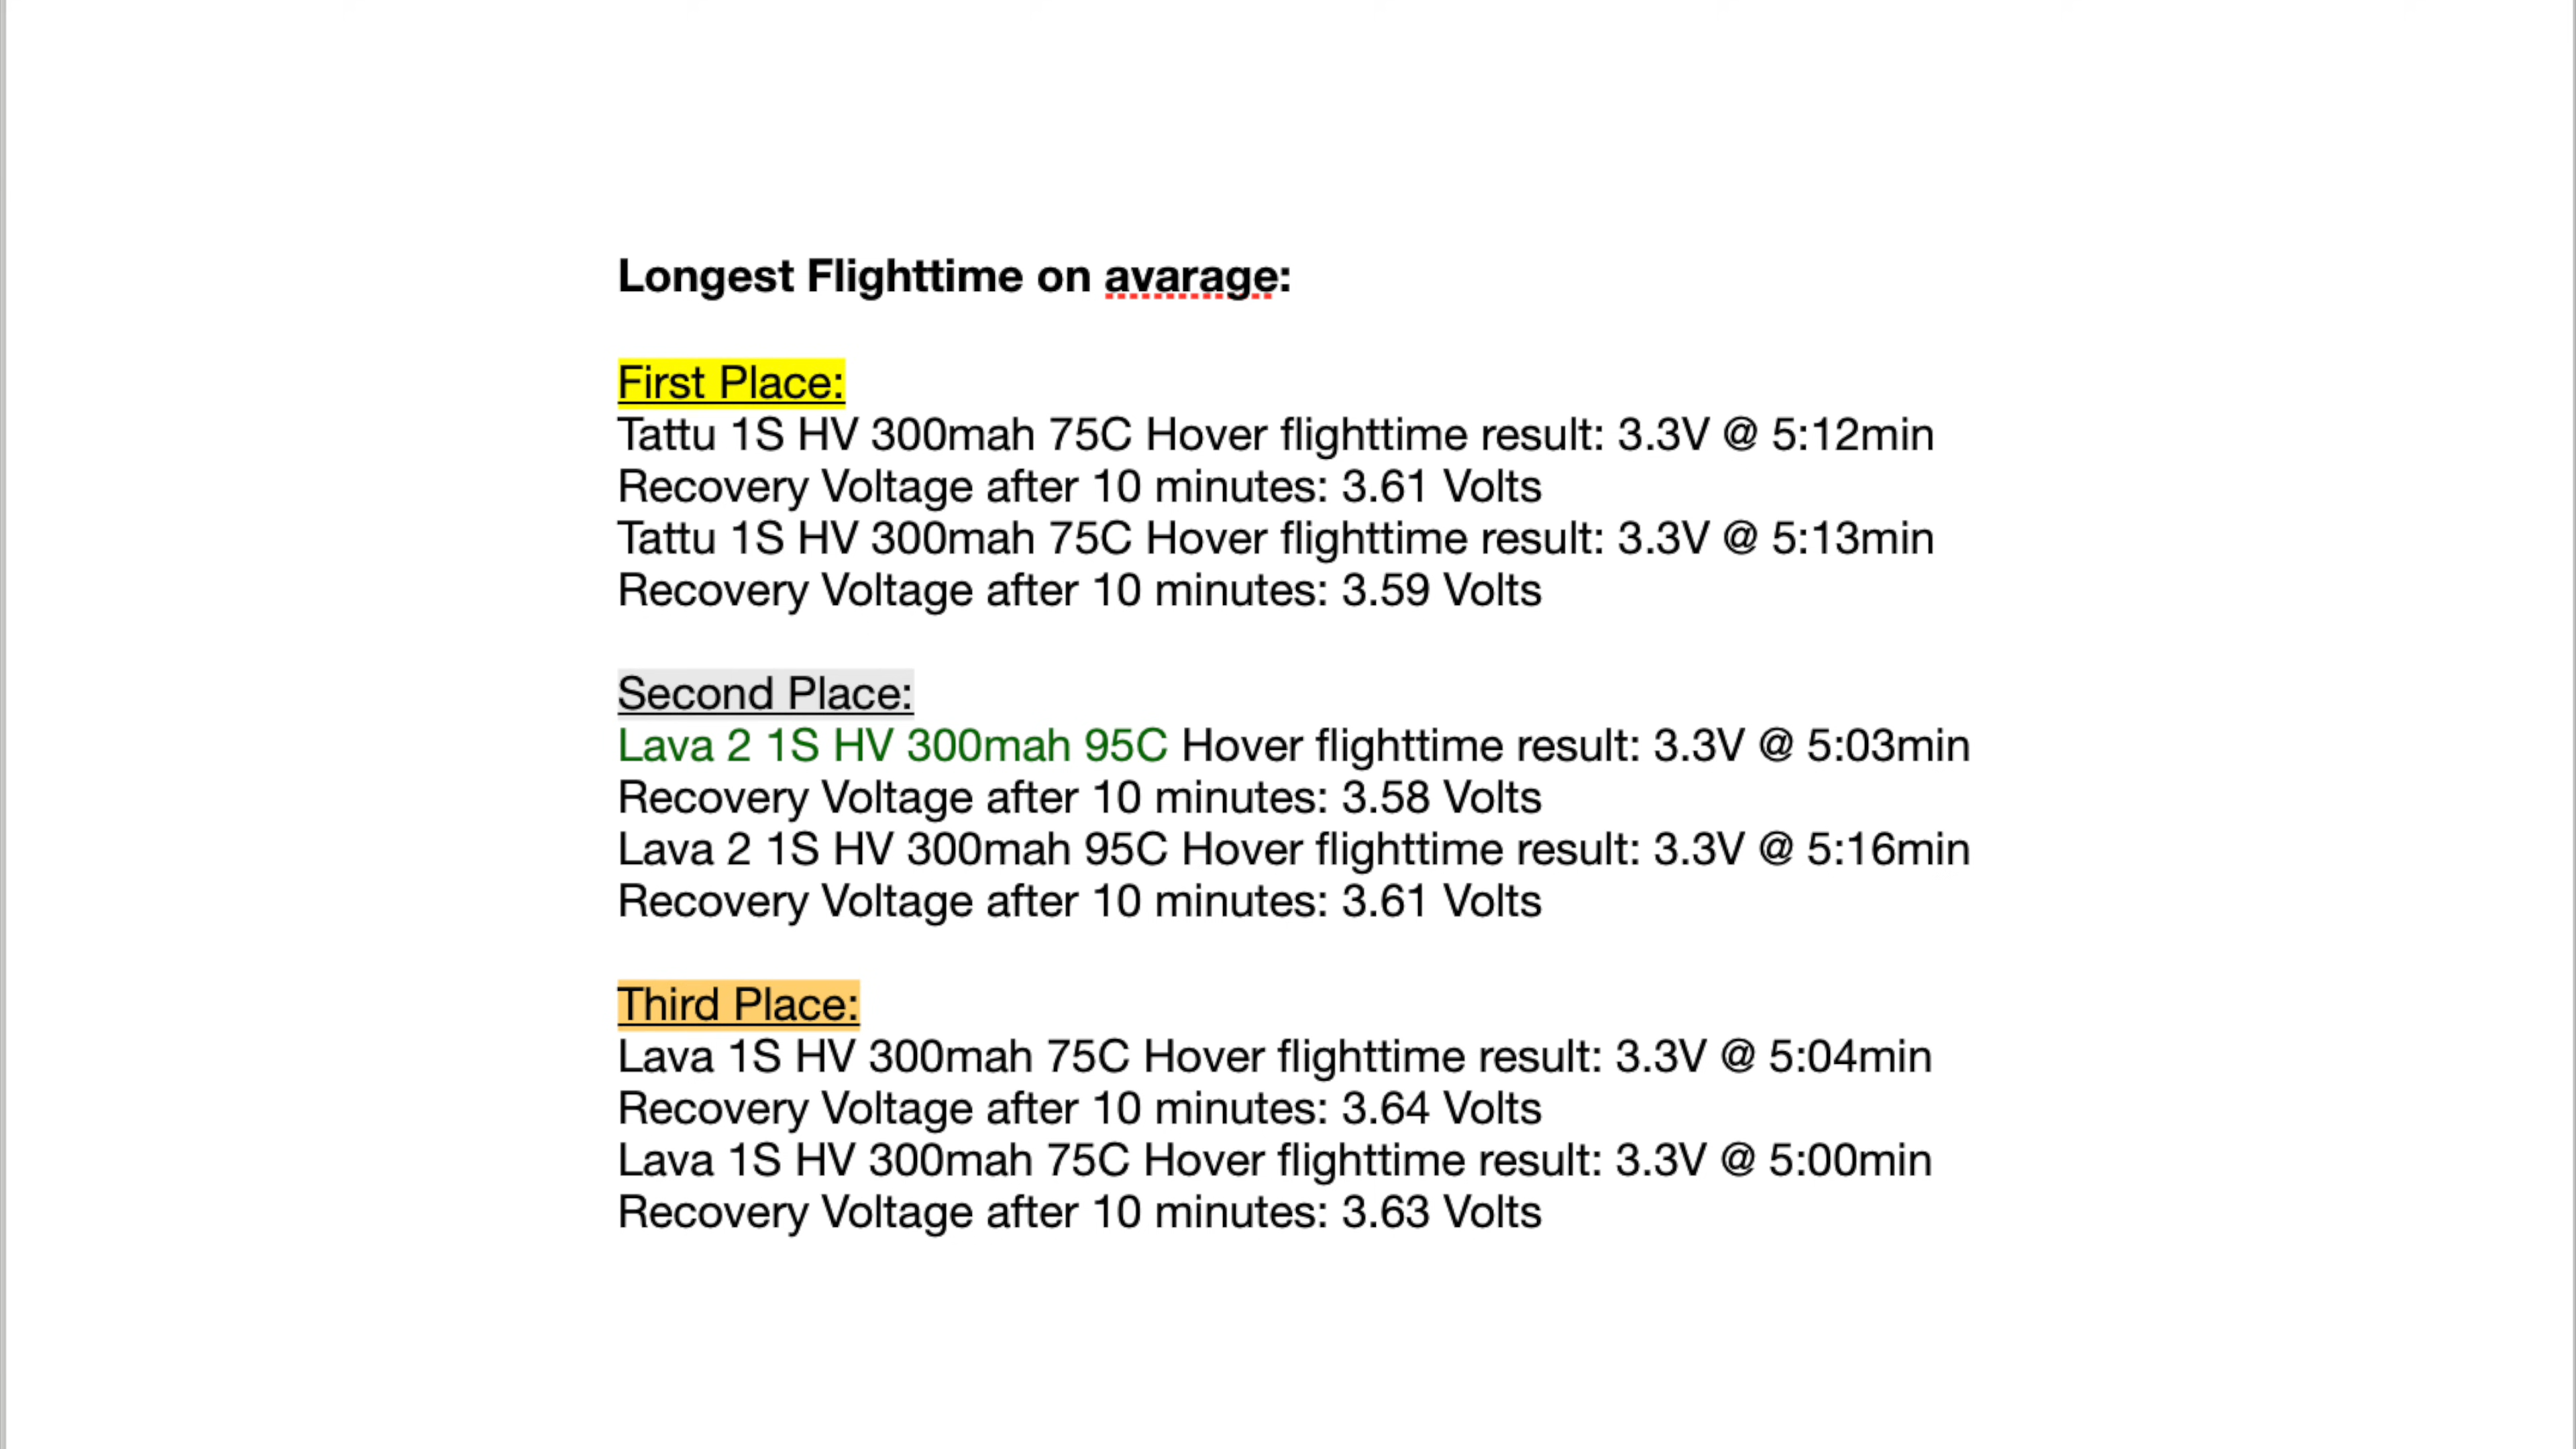 Longest Flighttime on avarage:
First Place:
Tattu 1S HV 300mah 75C Hover flighttime result: 3.3V @ 5:12min
Recovery Voltage after 10 minutes: 3.61 Volts
Tattu 1S HV 300mah 75C Hover flighttime result: 3.3V @ 5:13min
Recovery Voltage after 10 minutes: 3.59 Volts
Second Place:
Lava 2 1S HV 300mah 95C Hover flighttime result: 3.3V @ 5:03min
Recovery Voltage after 10 minutes: 3.58 Volts
Lava 2 1S HV 300mah 95C Hover flighttime result: 3.3V @ 5:16min
Recovery Voltage after 10 minutes: 3.61 Volts
Third Place:
Lava 1S HV 300mah 75C Hover flighttime result: 3.3V @ 5:04min
Recovery Voltage after 10 minutes: 3.64 Volts
Lava 1S HV 300mah 75C Hover flighttime result: 3.3V @ 5:00min
Recovery Voltage after 10 minutes: 3.63 Volts